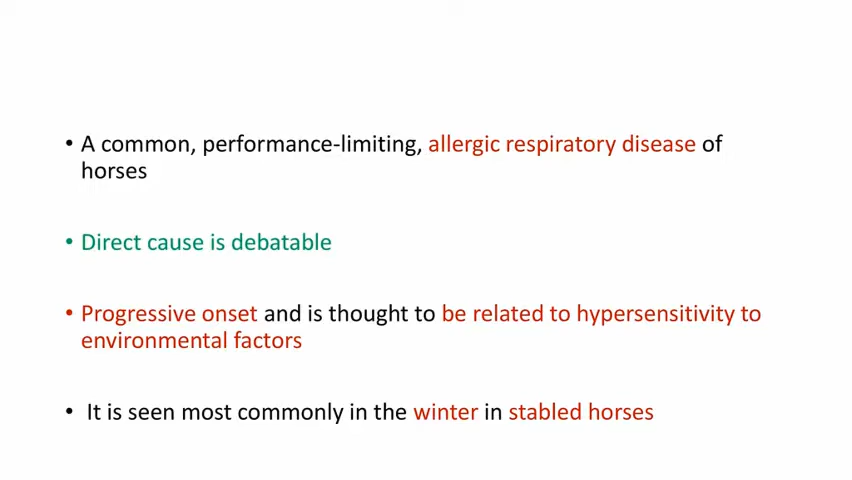 • A common, performance-limiting, allergic respiratory disease of
horses
• Direct cause is debatable
• Progressive onset and is thought to be related to hypersensitivity to
environmental factors
• It is seen most commonly in the winter in stabled horses